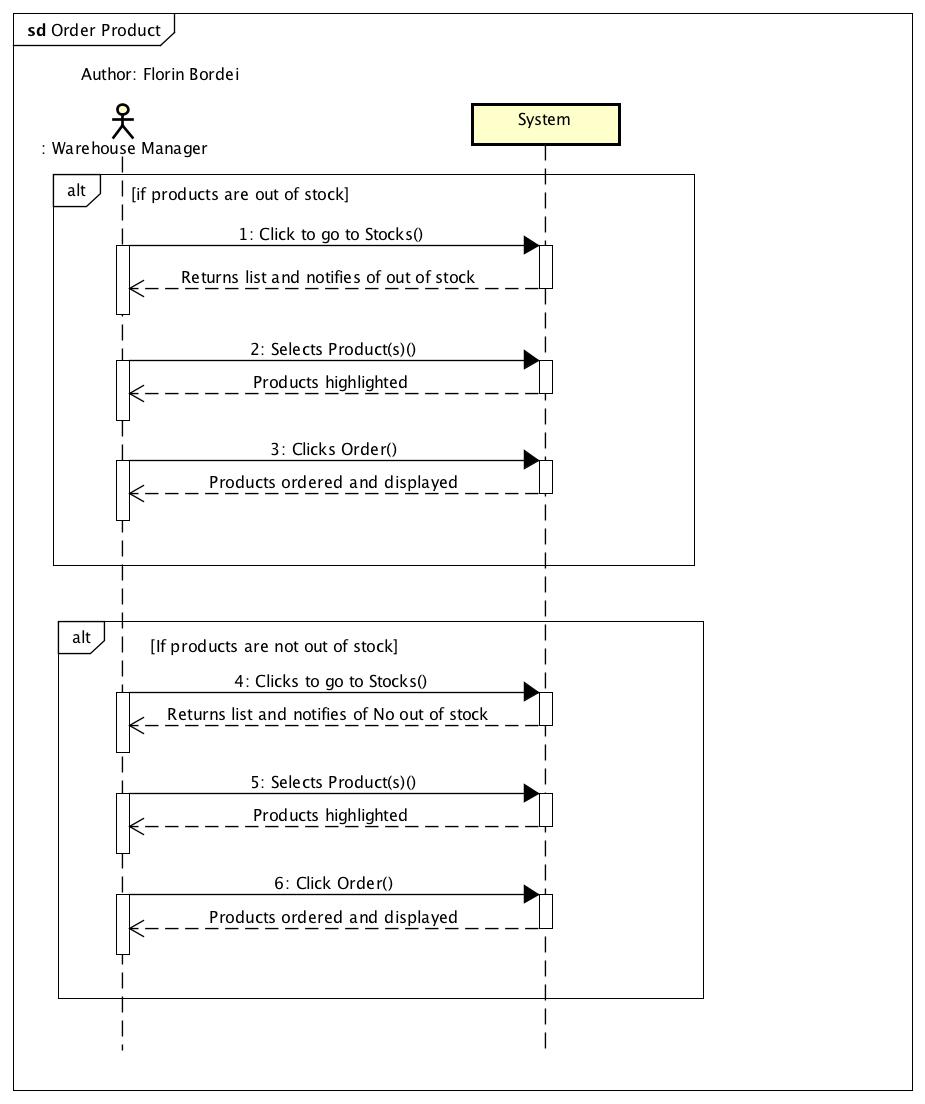 sd Order Product
Author: Florin Bordei
: Warehouse Manager
System
alt
[if products are out of stock]
1: Click to go to Stocks()
Returns list and notifies of out of stock
2: Selects Product(s)()
Products highlighted
3: Clicks Order()
Products ordered and displayed
alt
[If products are not out of stock]
4: Clicks to go to Stocks()
Returns list and notifies of No out of stock
5: Selects Product(s)()
Products highlighted
6: Click Order()
Products ordered and displayed